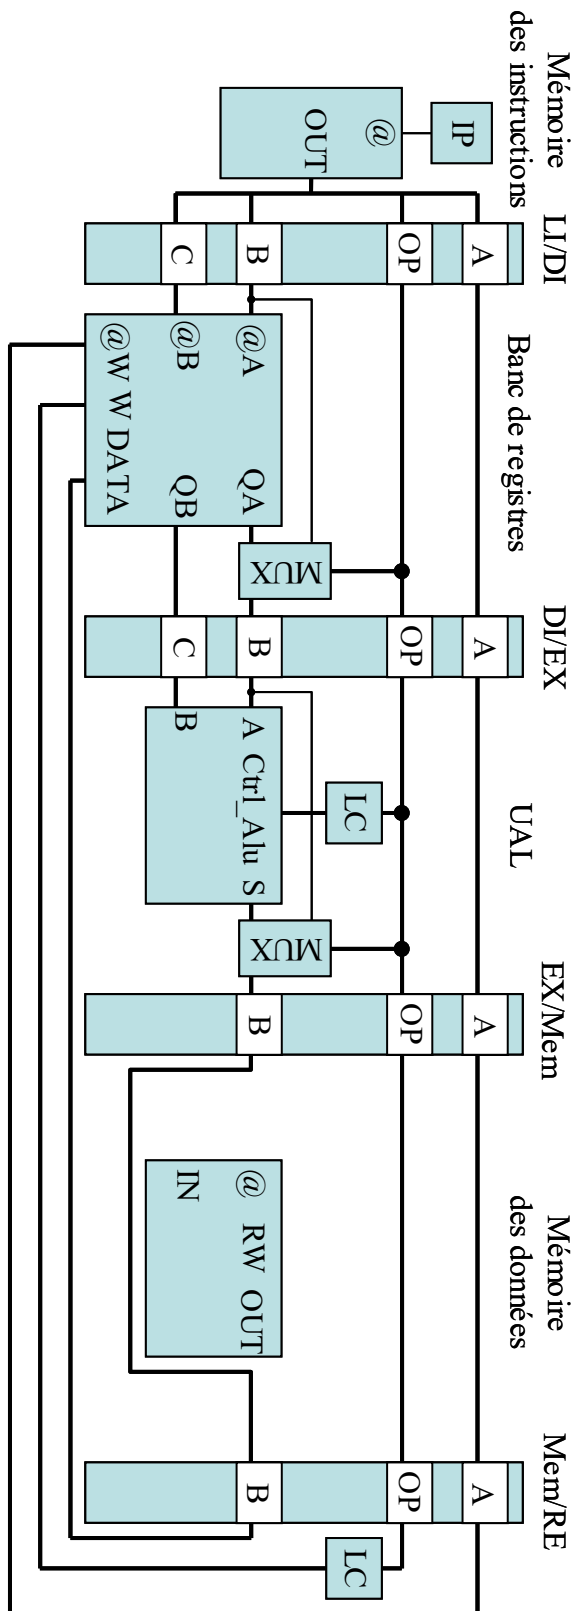 Mémoire
des instructions
LI/DI
Banc de registres
DI/EX
UAL
EX/Mem
Mémoire
des données
Mem/RE
IP
@
OUT
A
OP
B
C
@A
@B
@W W DATA
QA
QB
MUX
A
OP
B
C
LC
A Ctrl_Alu S
B
MUX
A
OP
B
@ RW OUT
IN
A
OP
B
LC